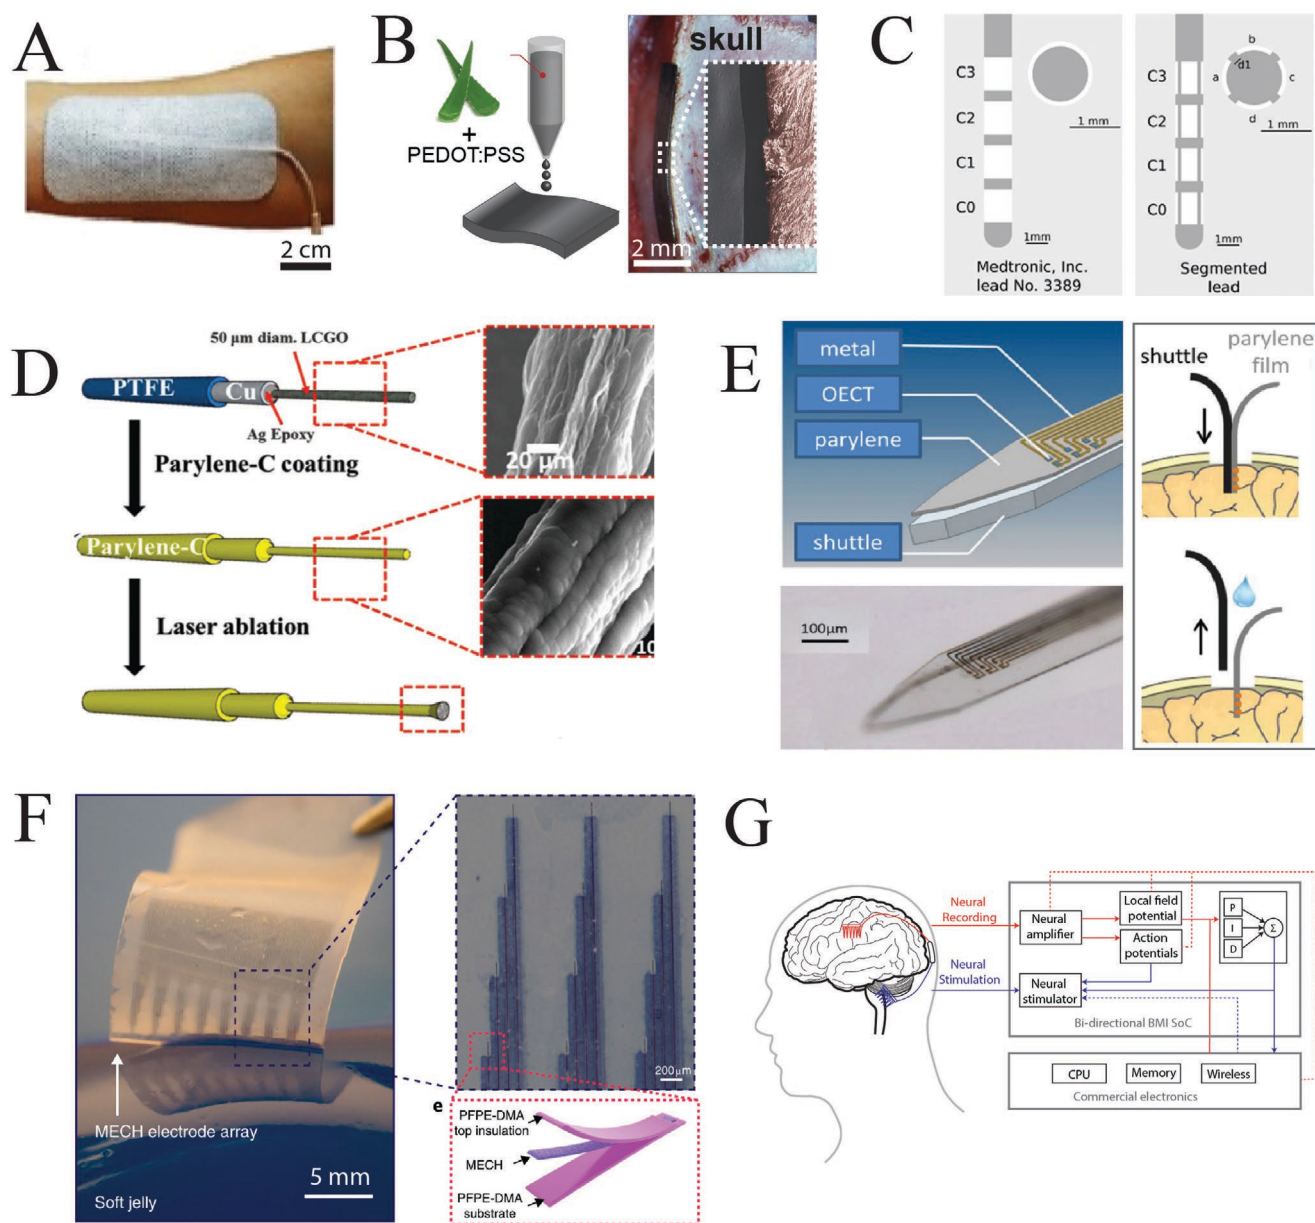 A
2 cm
B
+
PEDOT:PSS
skull
2 mm
C
C3
C2
C1
C0
1mm
1 mm
Medtronic, Inc.
lead No. 3389
C3
C2
C1
C0
1mm
b
d1
a
c
d
1 mm
Segmented
lead
D
50 µm diam. LCGO
PTFE
Cu
Ag Epoxy
20 µm
Parylene-C coating
Parylene-C
10
Laser ablation
E
metal
OECT
parylene
shuttle
100µm
shuttle
parylene
film
F
MECH electrode array
5 mm
Soft jelly
200µm
e
PFPE-DMA
top insulation
MECH
PFPE-DMA
substrate
G
Neural
Recording
Neural
Stimulation
Neural
amplifier
Local field
potential
Action
potentials
P
I
D
Σ
Neural
stimulator
Bi-directional BMI SoC
CPU
Memory
Wireless
Commercial electronics